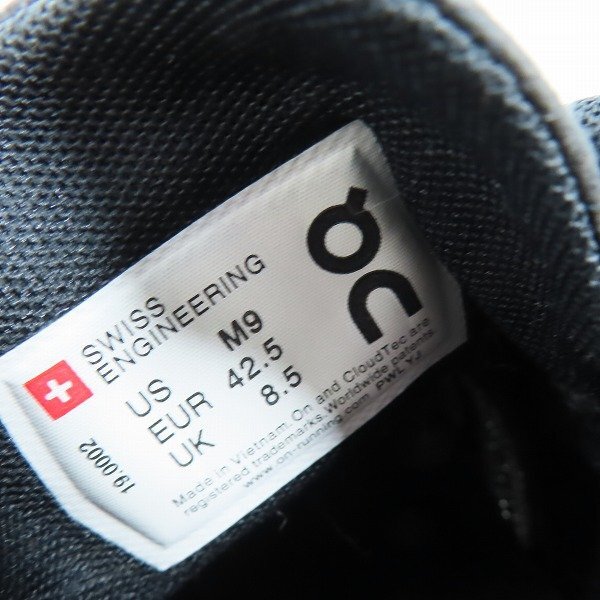 On
SWISS
ENGINEERING
US M9
EUR 42.5
UK 8.5
19.0002
Made in Vietnam. On and CloudTec are
registered trademarks. Worldwide patents
www.on-running.com PWLYJ